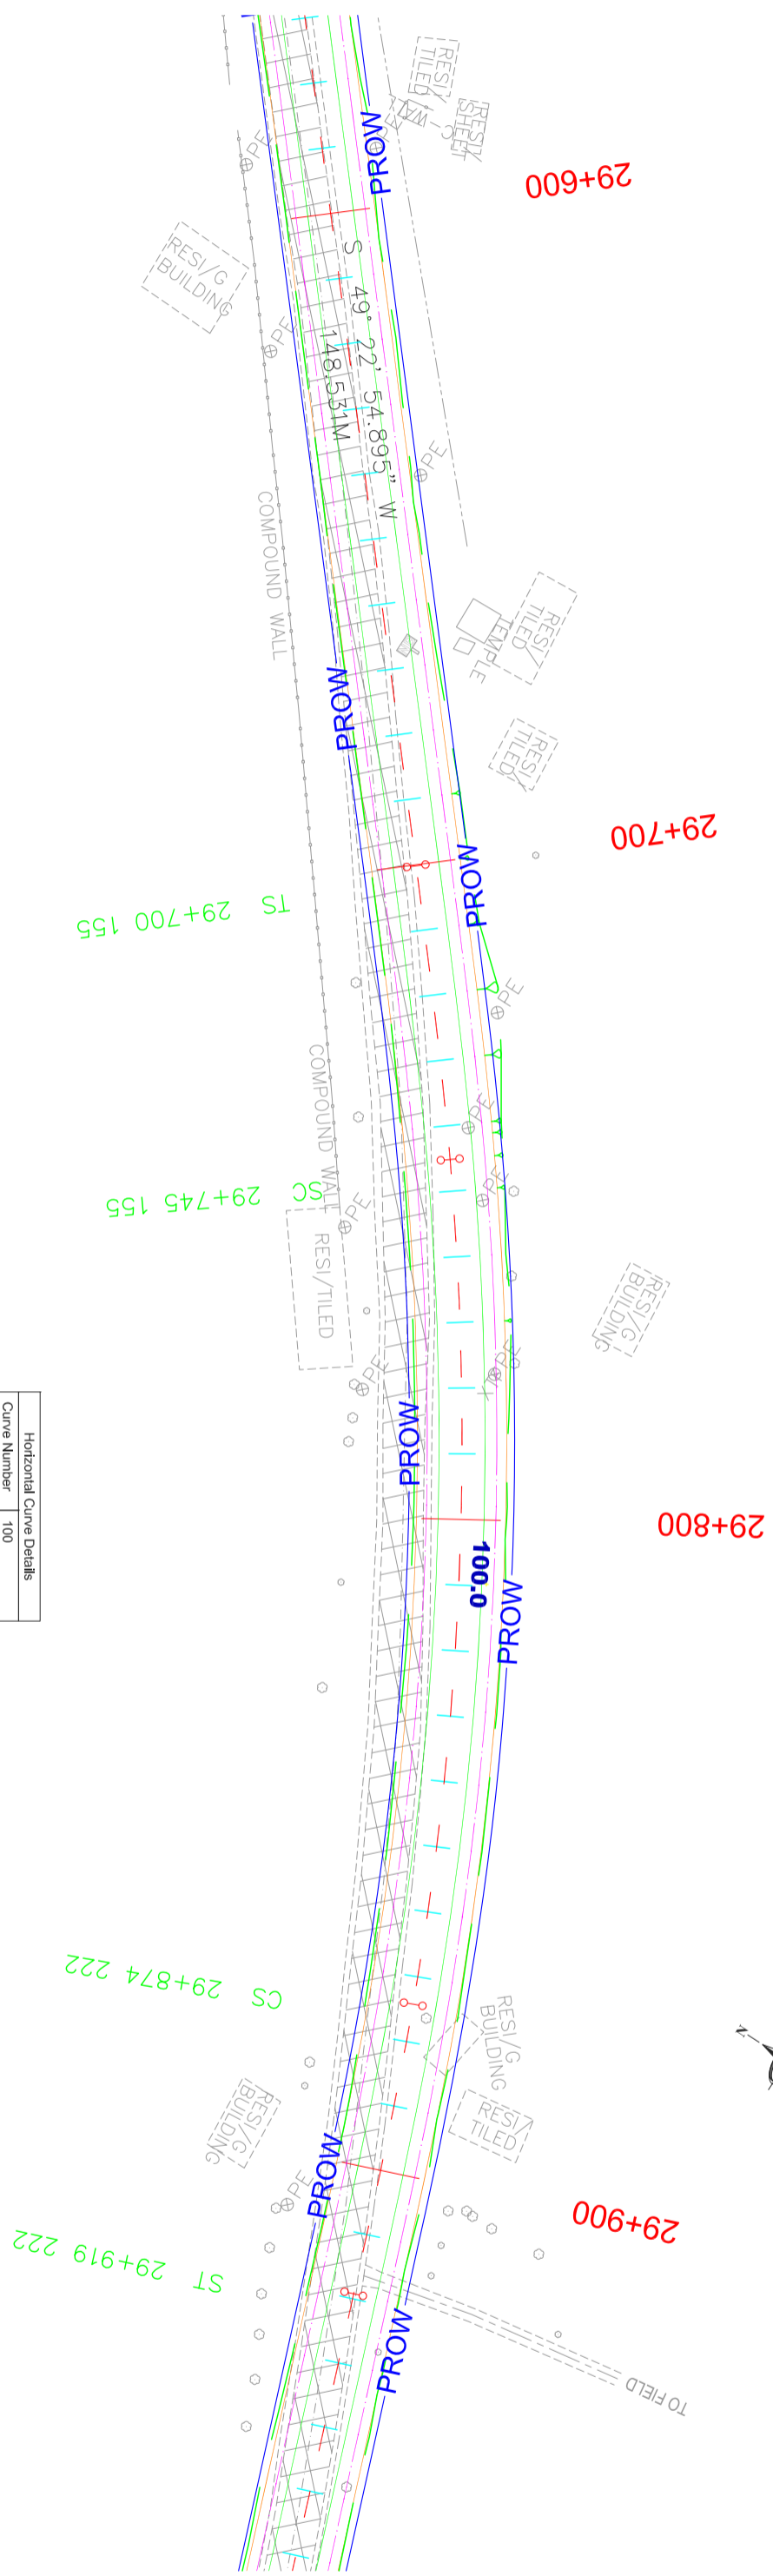 PROW
RESI/
TILED
RESI/
SHEET
PE
29+600
PE
RESI/G
BUILDING
PE
S 49° 22' 54.895" W
148.531M
PE
COMPOUND WALL
RESI/
TILED
TEMPLE
PROW
RESI/
TILED
29+700
PROW
TS 29+700 155
PE
COMPOUND WALL
PE
SC 29+745 155
PE
PE
RESI/TILED
RESI/G
BUILDING
PE
PE
PROW
Horizontal Curve Details
Curve Number 100
29+800
100.0
PROW
CS 29+874 222
RESI/G
BUILDING
N
RESI/G
BUILDING
RESI/
TILED
PROW
PE
29+900
ST 29+919 222
PROW
TO FIELD